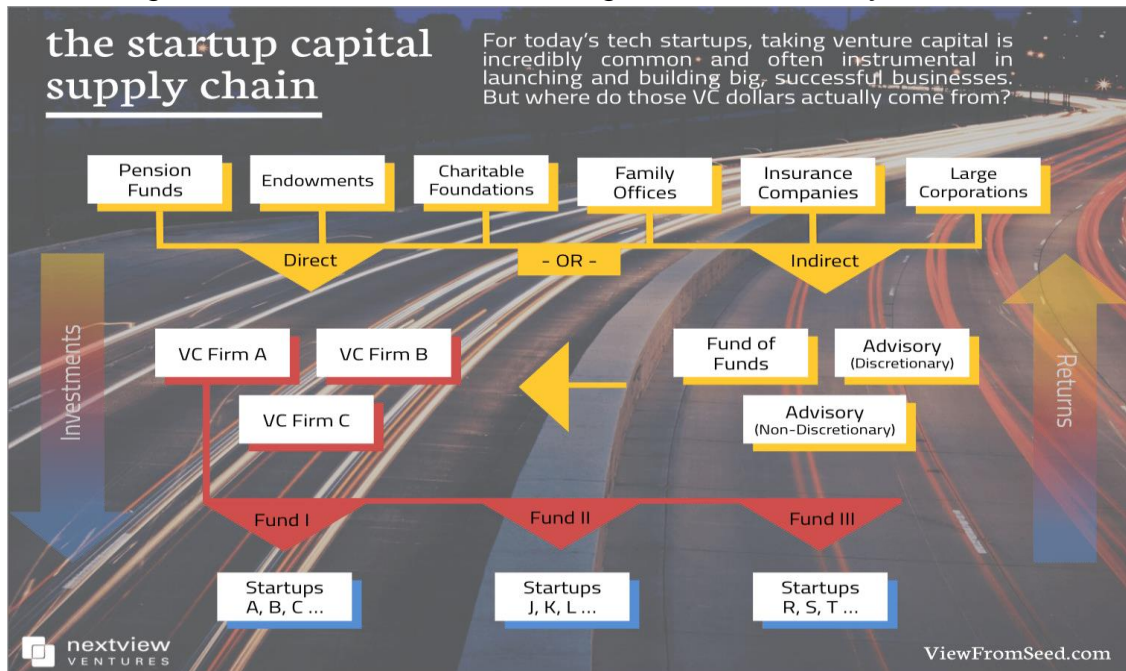 the startup capital
supply chain
For today's tech startups, taking venture capital is
incredibly common and often instrumental in
launching and building big, successful businesses.
But where do those VC dollars actually come from?
Pension
Funds
Endowments
Charitable
Foundations
Family
Offices
Insurance
Companies
Large
Corporations
Direct
- OR -
Indirect
Investments
Returns
VC Firm A
VC Firm B
VC Firm C
Fund of
Funds
Advisory
(Discretionary)
Advisory
(Non-Discretionary)
Fund I
Fund II
Fund III
Startups
A, B, C ...
Startups
J, K, L ...
Startups
R, S, T ...
nextview
VENTURES
ViewFromSeed.com